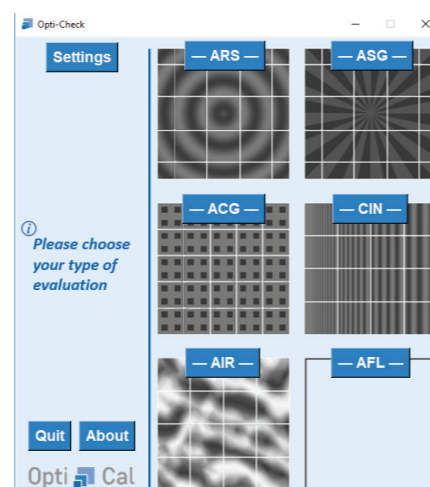 Opti-Check
Settings
— ARS —
— ASG —
— ACG —
— CIN —
Please choose
your type of
evaluation
— AIR —
— AFL —
Quit
About
Opti Cal